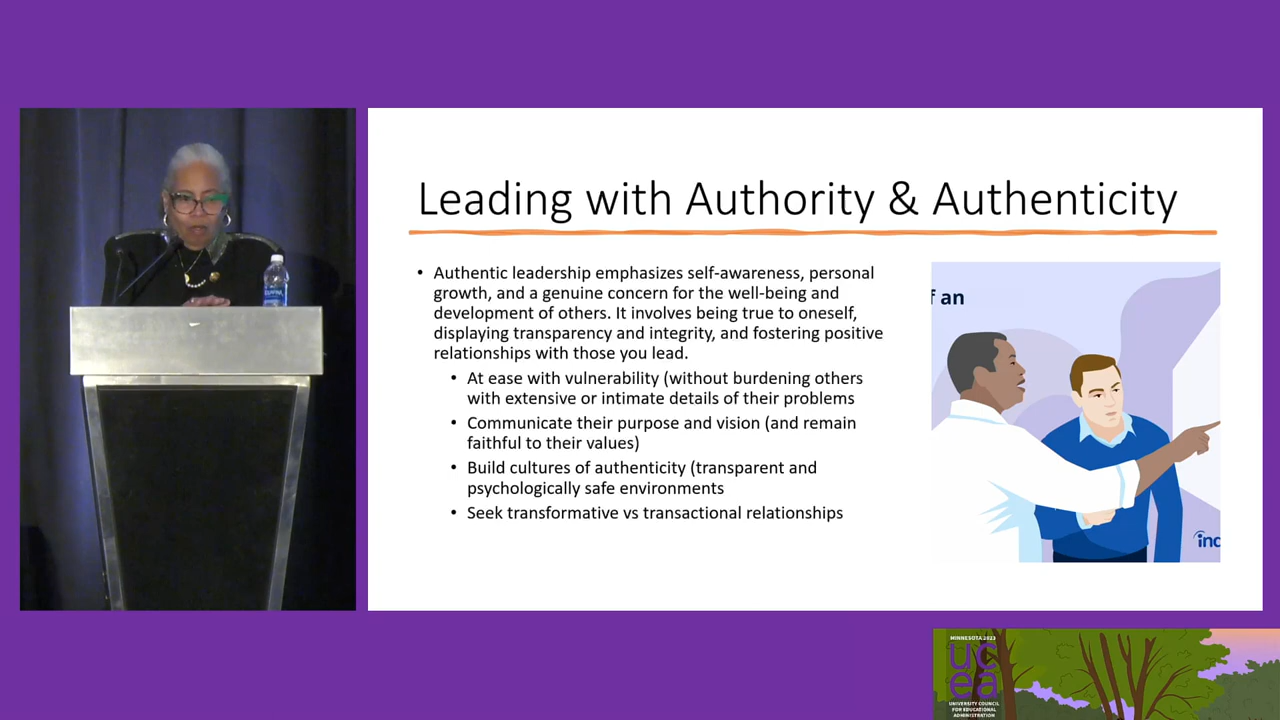 Leading with Authority & Authenticity
• Authentic leadership emphasizes self-awareness, personal
growth, and a genuine concern for the well-being and
development of others. It involves being true to oneself,
displaying transparency and integrity, and fostering positive
relationships with those you lead.
• At ease with vulnerability (without burdening others
with extensive or intimate details of their problems
• Communicate their purpose and vision (and remain
faithful to their values)
• Build cultures of authenticity (transparent and
psychologically safe environments
• Seek transformative vs transactional relationships
f an
ind
MINNESOTA 2023
uc
ea
UNIVERSITY COUNCIL
FOR EDUCATIONAL
ADMINISTRATION